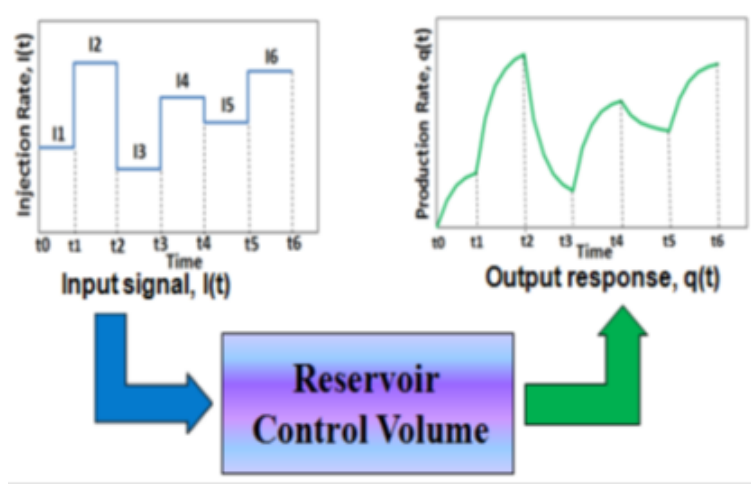 Injection Rate, I(t)
I1
I2
I3
I4
I5
I6
t0 t1 t2 t3 t4 t5 t6
Time
Input signal, I(t)
Production Rate, q(t)
t0 t1 t2 t3 t4 t5 t6
Time
Output response, q(t)
Reservoir
Control Volume